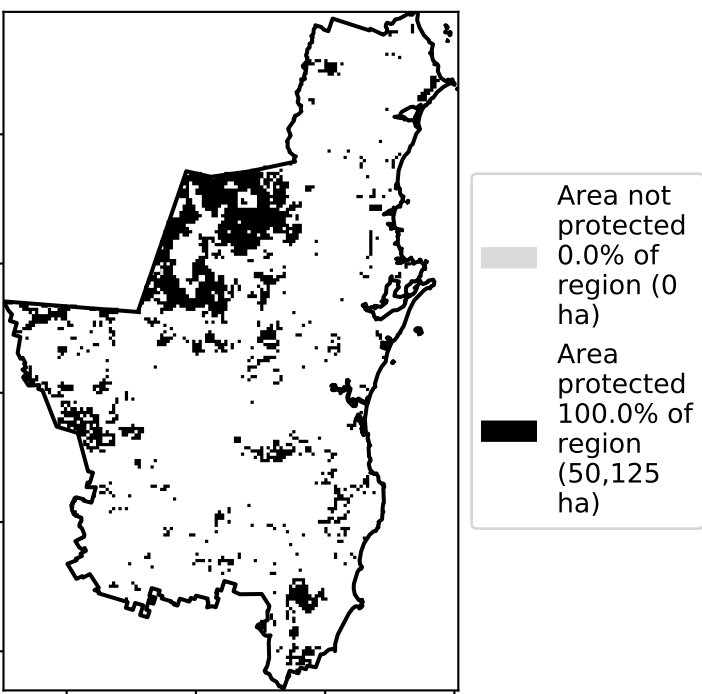 Area not
protected
0.0% of
region (0
ha)
Area
protected
100.0% of
region
(50,125
ha)